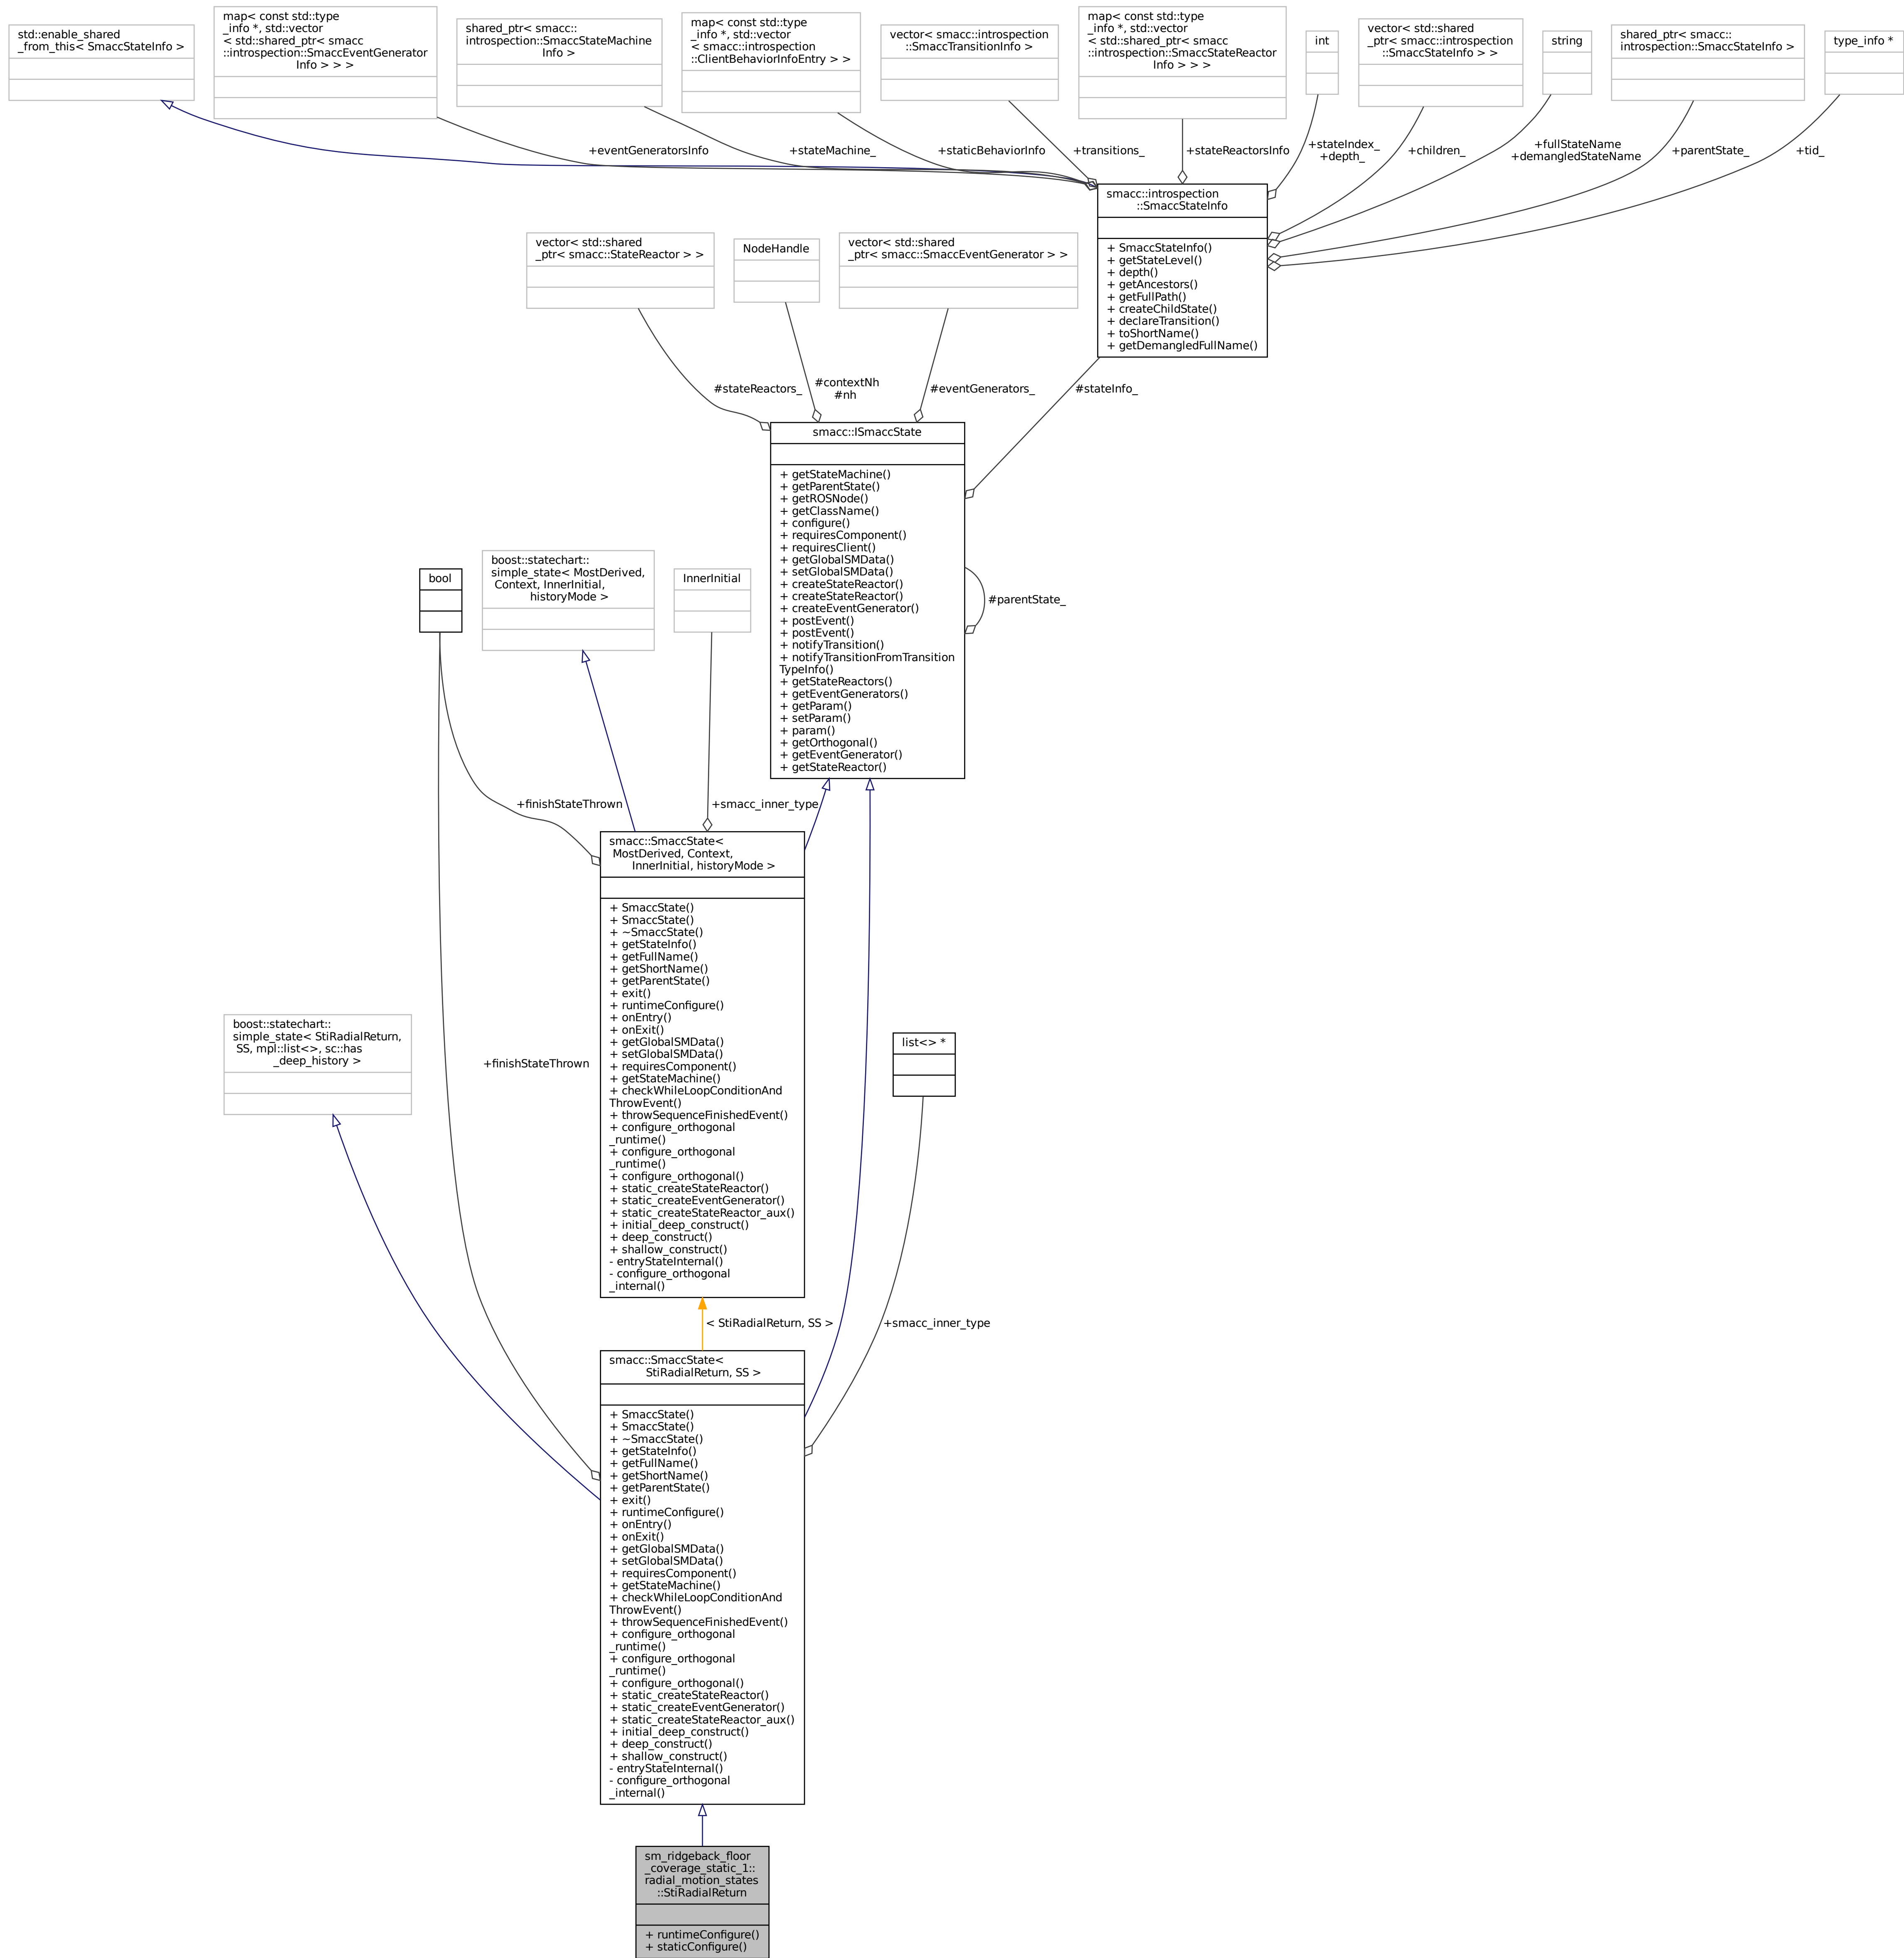 std::enable_shared
_from_this< SmaccStateInfo >
map< const std::type
_info *, std::vector
< std::shared_ptr< smacc
::introspection::SmaccEventGenerator
Info > > >
shared_ptr< smacc::
introspection::SmaccStateMachine
Info >
map< const std::type
_info *, std::vector
< smacc::introspection
::ClientBehaviorInfoEntry > >
vector< smacc::introspection
::SmaccTransitionInfo >
map< const std::type
_info *, std::vector
< std::shared_ptr< smacc
::introspection::SmaccStateReactor
Info > > >
int
vector< std::shared
_ptr< smacc::introspection
::SmaccStateInfo > >
string
shared_ptr< smacc::
introspection::SmaccStateInfo >
type_info *
+eventGeneratorsInfo
+stateMachine_
+staticBehaviorInfo
+transitions_
+stateReactorsInfo
+stateIndex_
+depth_
+children_
+fullStateName
+demangledStateName
+parentState_
+tid_
smacc::introspection
::SmaccStateInfo
+ SmaccStateInfo()
+ getStateLevel()
+ depth()
+ getAncestors()
+ getFullPath()
+ createChildState()
+ declareTransition()
+ toShortName()
+ getDemangledFullName()
vector< std::shared
_ptr< smacc::StateReactor > >
NodeHandle
vector< std::shared
_ptr< smacc::SmaccEventGenerator > >
#stateReactors_
#contextNh
#nh
#eventGenerators_
#stateInfo_
smacc::ISmaccState
+ getStateMachine()
+ getParentState()
+ getROSNode()
+ getClassName()
+ configure()
+ requiresComponent()
+ requiresClient()
+ getGlobalSMData()
+ setGlobalSMData()
+ createStateReactor()
+ createStateReactor()
+ createEventGenerator()
+ postEvent()
+ postEvent()
+ notifyTransition()
+ notifyTransitionFromTransition
TypeInfo()
+ getStateReactors()
+ getEventGenerators()
+ getParam()
+ setParam()
+ param()
+ getOrthogonal()
+ getEventGenerator()
+ getStateReactor()
#parentState_
bool
boost::statechart::
simple_state< MostDerived,
Context, InnerInitial,
historyMode >
InnerInitial
+finishStateThrown
+smacc_inner_type
smacc::SmaccState<
MostDerived, Context,
InnerInitial, historyMode >
+ SmaccState()
+ SmaccState()
+ ~SmaccState()
+ getStateInfo()
+ getFullName()
+ getShortName()
+ getParentState()
+ exit()
+ runtimeConfigure()
+ onEntry()
+ onExit()
+ getGlobalSMData()
+ setGlobalSMData()
+ requiresComponent()
+ getStateMachine()
+ checkWhileLoopConditionAnd
ThrowEvent()
+ throwSequenceFinishedEvent()
+ configure_orthogonal
_runtime()
+ configure_orthogonal
_runtime()
+ configure_orthogonal()
+ static_createStateReactor()
+ static_createEventGenerator()
+ static_createStateReactor_aux()
+ initial_deep_construct()
+ deep_construct()
+ shallow_construct()
- entryStateInternal()
- configure_orthogonal
_internal()
boost::statechart::
simple_state< StiRadialReturn,
SS, mpl::list<>, sc::has
_deep_history >
+finishStateThrown
list<> *
< StiRadialReturn, SS >
+smacc_inner_type
smacc::SmaccState<
StiRadialReturn, SS >
+ SmaccState()
+ SmaccState()
+ ~SmaccState()
+ getStateInfo()
+ getFullName()
+ getShortName()
+ getParentState()
+ exit()
+ runtimeConfigure()
+ onEntry()
+ onExit()
+ getGlobalSMData()
+ setGlobalSMData()
+ requiresComponent()
+ getStateMachine()
+ checkWhileLoopConditionAnd
ThrowEvent()
+ throwSequenceFinishedEvent()
+ configure_orthogonal
_runtime()
+ configure_orthogonal
_runtime()
+ configure_orthogonal()
+ static_createStateReactor()
+ static_createEventGenerator()
+ static_createStateReactor_aux()
+ initial_deep_construct()
+ deep_construct()
+ shallow_construct()
- entryStateInternal()
- configure_orthogonal
_internal()
sm_ridgeback_floor
_coverage_static_1::
radial_motion_states
::StiRadialReturn
+ runtimeConfigure()
+ staticConfigure()